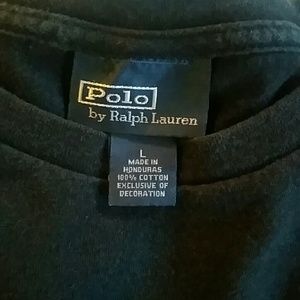 Polo
by Ralph Lauren
L
MADE IN
HONDURAS
100% COTTON
EXCLUSIVE OF
DECORATION